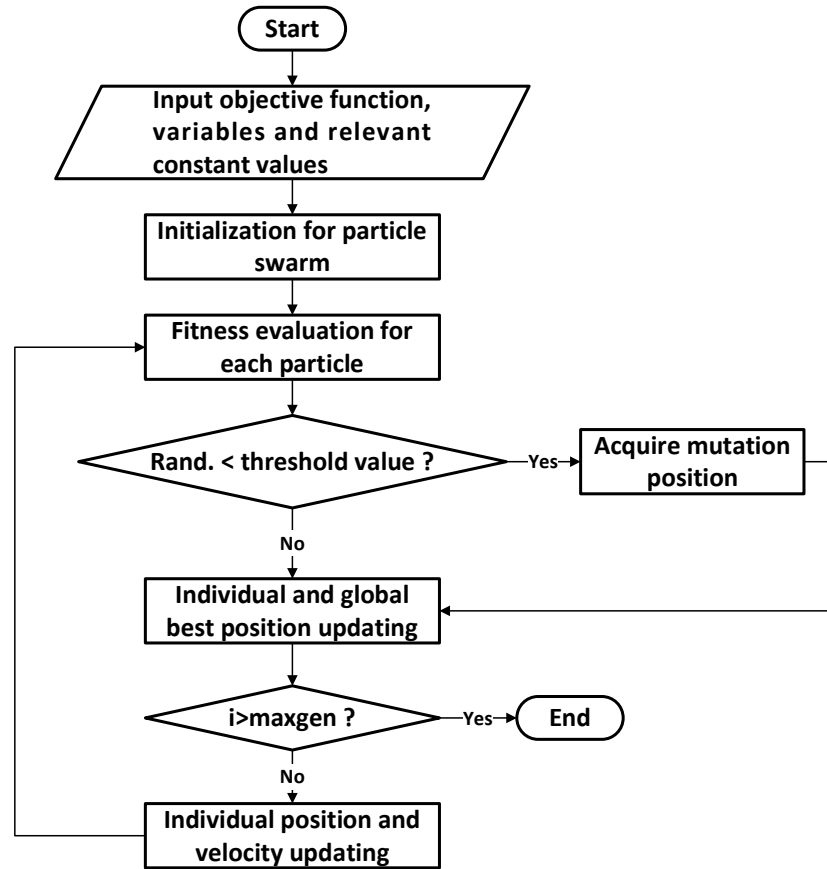 Start
Input objective function,
variables and relevant
constant values
Initialization for particle
swarm
Fitness evaluation for
each particle
Rand. < threshold value ?
Yes
Acquire mutation
position
No
Individual and global
best position updating
i>maxgen ?
Yes
End
No
Individual position and
velocity updating